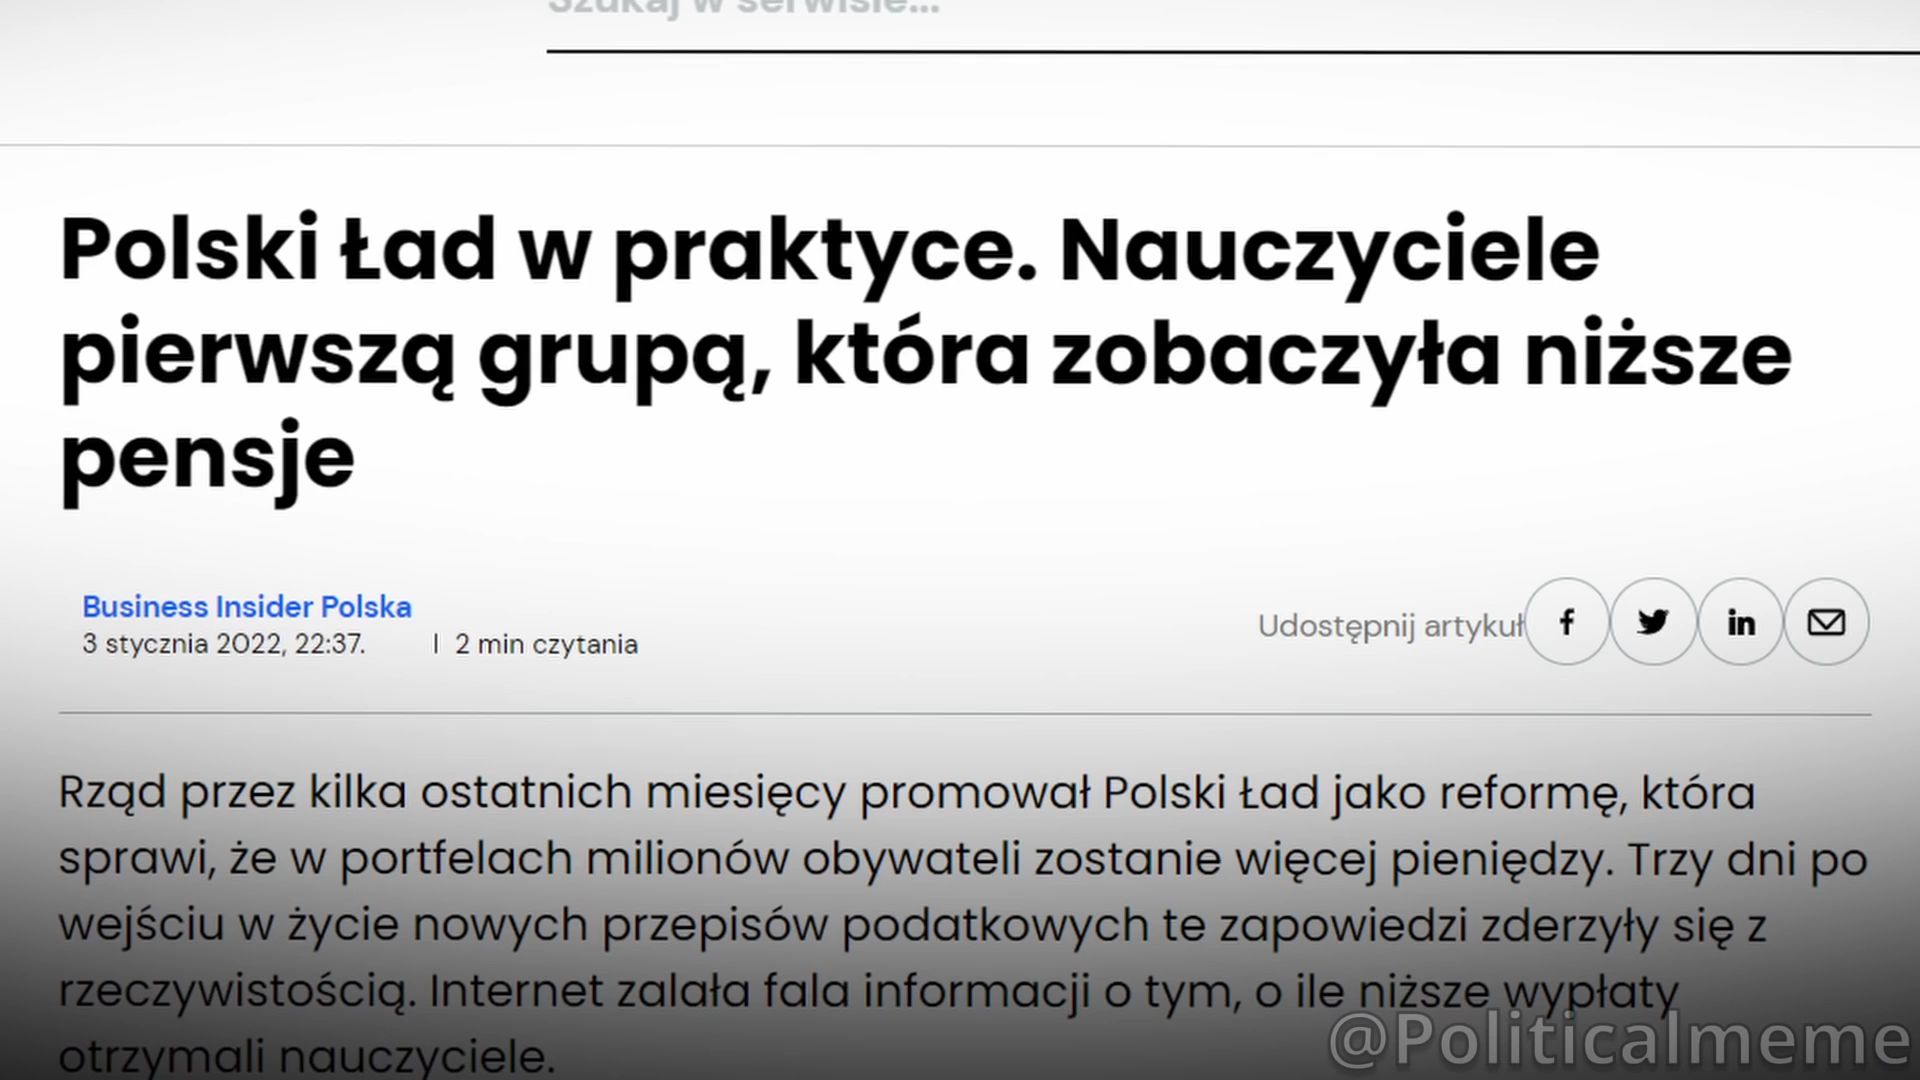 Szukaj w serwisie...
Polski Ład w praktyce. Nauczyciele
pierwszą grupą, która zobaczyła niższe
pensje
Business Insider Polska
3 stycznia 2022, 22:37. | 2 min czytania
Udostępnij artykuł
Rząd przez kilka ostatnich miesięcy promował Polski Ład jako reformę, która
sprawi, że w portfelach milionów obywateli zostanie więcej pieniędzy. Trzy dni po
wejściu w życie nowych przepisów podatkowych te zapowiedzi zderzyły się z
rzeczywistością. Internet zalała fala informacji o tym, o ile niższe wypłaty
otrzymali nauczyciele.
@Politicalmeme